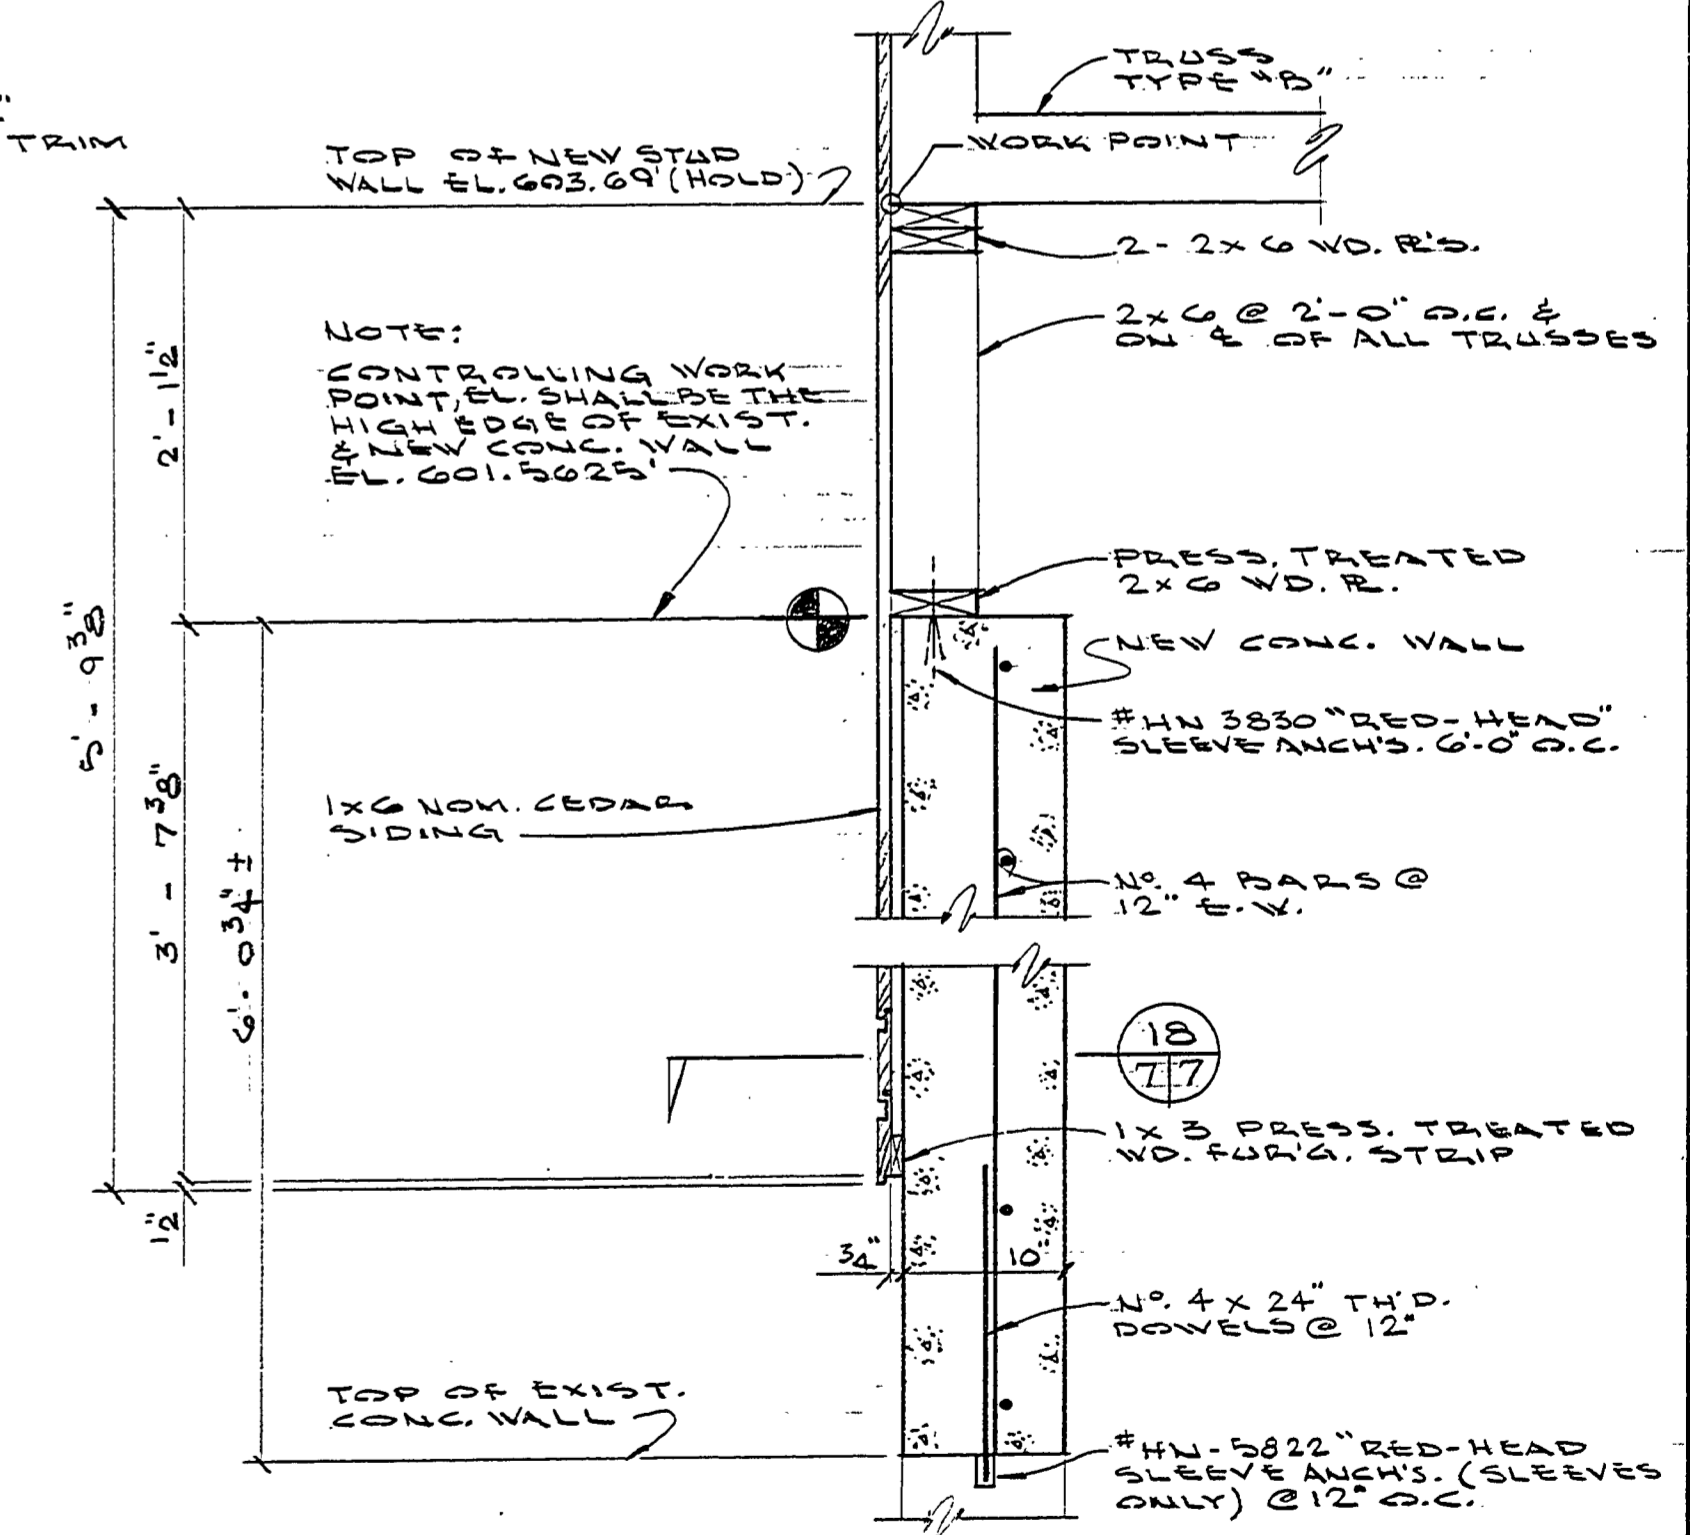 TRIM
TOP OF NEW STUD
WALL EL. 603.69' (HOLD)
TRUSS
TYPE "B"
WORK POINT
2 - 2x6 WD. PL'S.
2x6 @ 2'-0" O.C. &
ON ℄ OF ALL TRUSSES
NOTE:
CONTROLLING WORK
POINT, EL. SHALL BE THE
HIGH EDGE OF EXIST.
& NEW CONC. WALL
EL. 601.5625'
2' - 1 1/2"
5' - 9 3/8"
3' - 7 3/8"
6'. 0 3/4" ±
1/2"
PRESS. TREATED
2x6 WD. PL.
NEW CONC. WALL
#HN 3830 "RED-HEAD"
SLEEVE ANCH'S. 6'-0" O.C.
1x6 NOM. CEDAR
SIDING
Nº. 4 BARS @
12" E.W.
18
7 7
1 x 3 PRESS. TREATED
WD. FUR'G. STRIP
3/4"
10"
Nº. 4 x 24" TH'D.
DOWELS @ 12"
TOP OF EXIST.
CONC. WALL
#HN-5822 "RED-HEAD
SLEEVE ANCH'S. (SLEEVES
ONLY) @ 12" O.C.